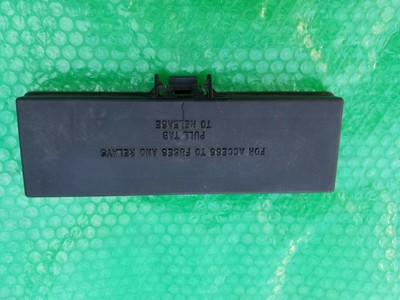 FOR ACCESS TO FUSES AND RELAYS
PULL TAB
TO RELEASE